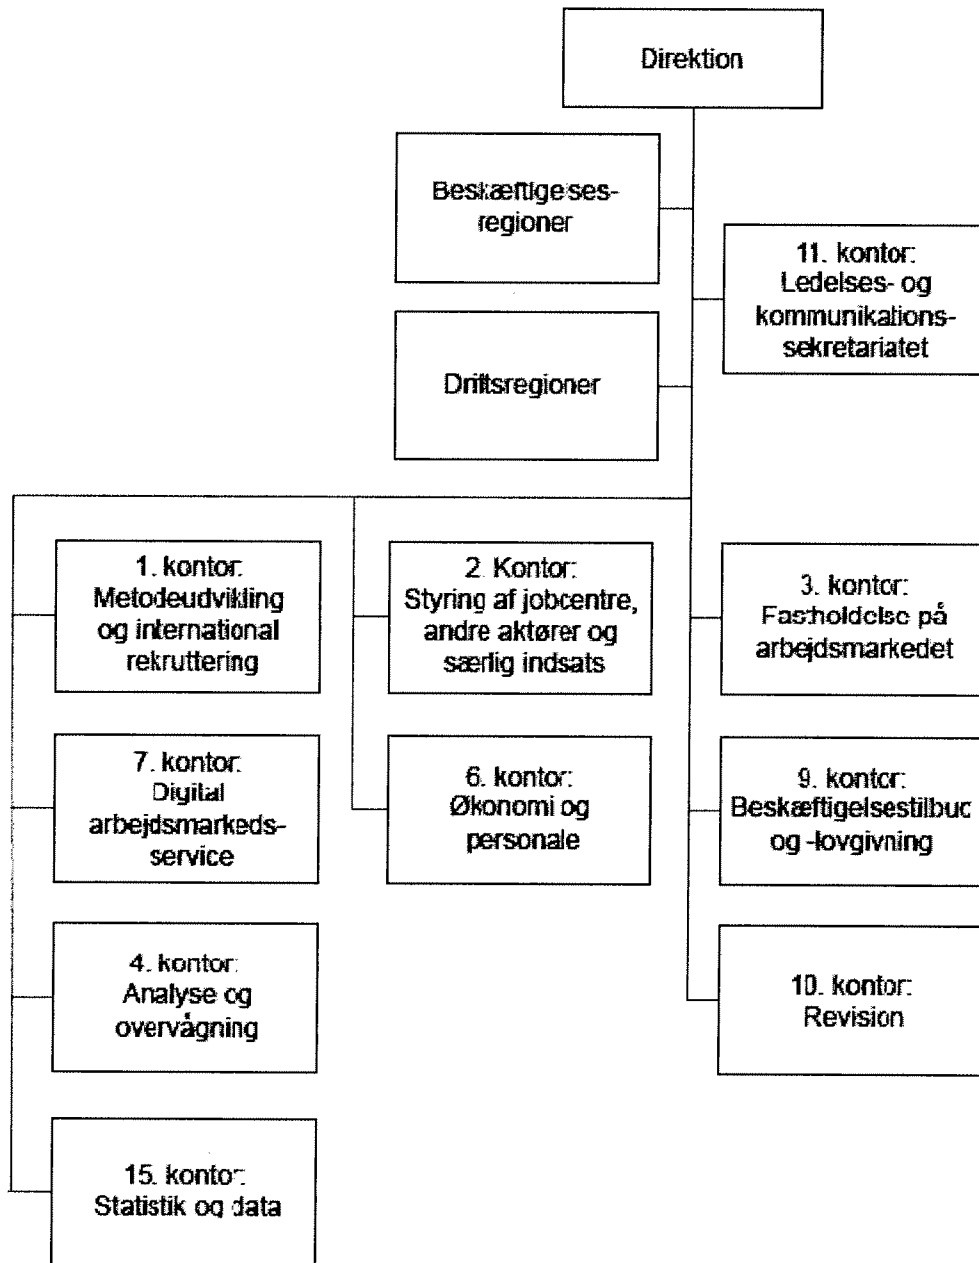 Direktion
Beskæftigelses-
regioner
11. kontor:
Ledelses- og
kommunikations-
sekretariatet
Driftsregioner
1. kontor:
Metodeudvikling
og international
rekruttering
2. Kontor:
Styring af jobcentre,
andre aktører og
særlig indsats
3. kontor:
Fastholdelse på
arbejdsmarkedet
7. kontor:
Digital
arbejdsmarkeds-
service
6. kontor:
Økonomi og
personale
9. kontor:
Beskæftigelsestilbud
og -lovgivning
4. kontor:
Analyse og
overvågning
10. kontor:
Revision
15. kontor:
Statistik og data